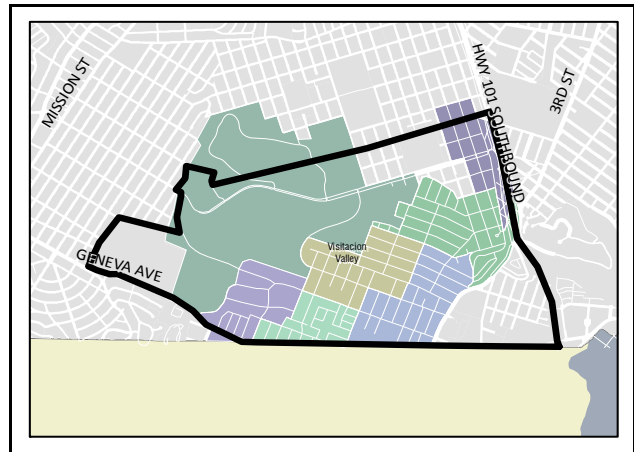 MISSION ST
HWY 101 SOUTHBOUND
3RD ST
Visitacion
Valley
GENEVA AVE